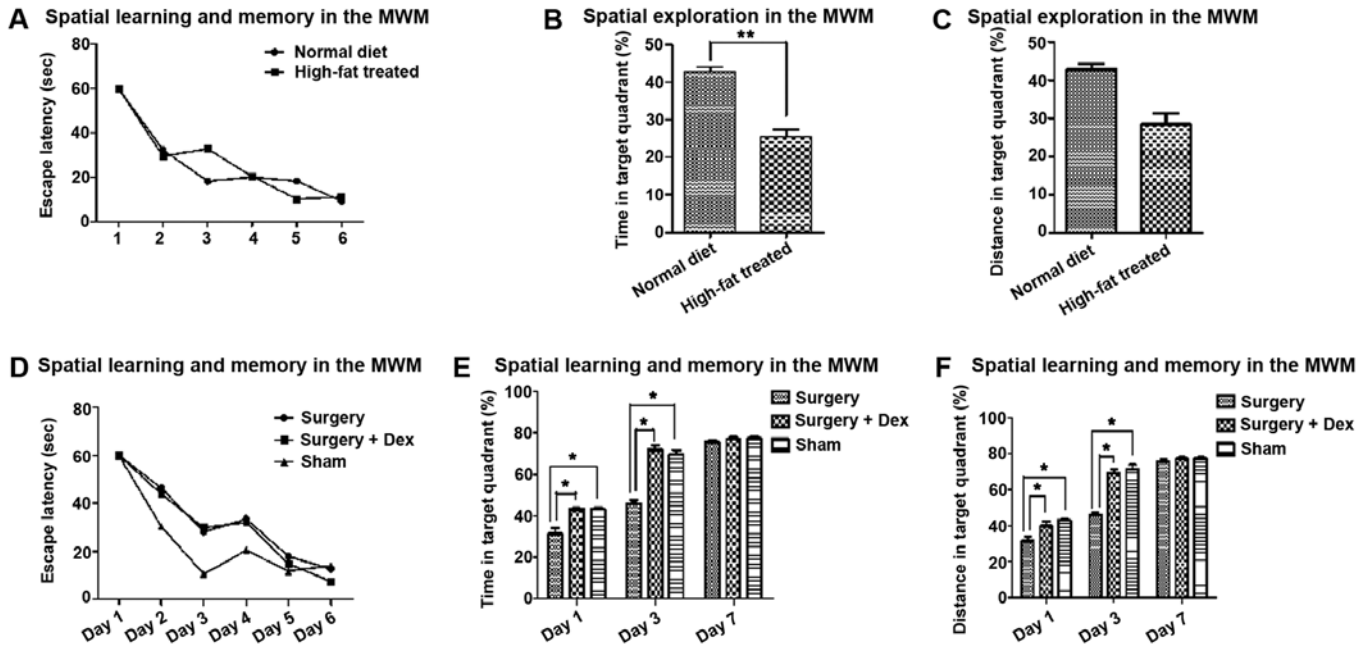 A Spatial learning and memory in the MWM
Escape latency (sec)
80
60
40
20
0
1 2 3 4 5 6
Normal diet
High-fat treated
B Spatial exploration in the MWM
Time in target quadrant (%)
50
40
30
20
10
0
**
Normal diet
High-fat treated
C Spatial exploration in the MWM
Distance in target quadrant (%)
50
40
30
20
10
0
Normal diet
High-fat treated
D Spatial learning and memory in the MWM
Escape latency (sec)
80
60
40
20
0
Day 1 Day 2 Day 3 Day 4 Day 5 Day 6
Surgery
Surgery + Dex
Sham
E Spatial learning and memory in the MWM
Time in target quadrant (%)
100
80
60
40
20
0
*
*
*
*
Day 1 Day 3 Day 7
Surgery
Surgery + Dex
Sham
F Spatial learning and memory in the MWM
Distance in target quadrant (%)
100
80
60
40
20
0
*
*
*
*
Day 1 Day 3 Day 7
Surgery
Surgery + Dex
Sham